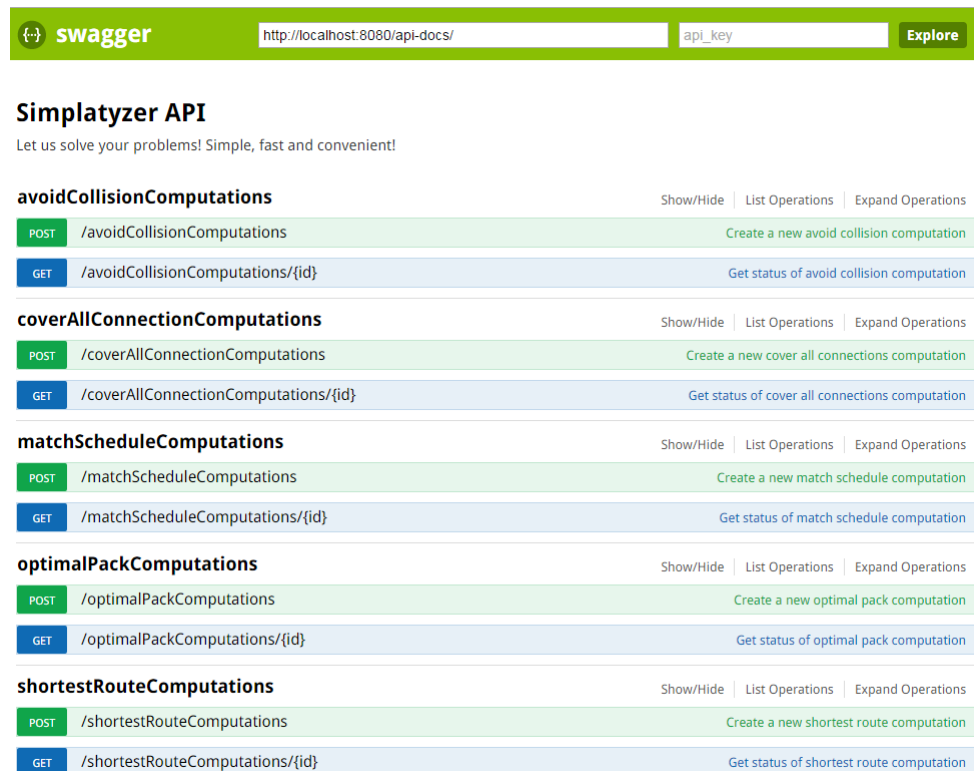 {··} swagger http://localhost:8080/api-docs/ api_key Explore
Simplatyzer API
Let us solve your problems! Simple, fast and convenient!
avoidCollisionComputations Show/Hide List Operations Expand Operations
POST /avoidCollisionComputations Create a new avoid collision computation
GET /avoidCollisionComputations/{id} Get status of avoid collision computation
coverAllConnectionComputations Show/Hide List Operations Expand Operations
POST /coverAllConnectionComputations Create a new cover all connections computation
GET /coverAllConnectionComputations/{id} Get status of cover all connections computation
matchScheduleComputations Show/Hide List Operations Expand Operations
POST /matchScheduleComputations Create a new match schedule computation
GET /matchScheduleComputations/{id} Get status of match schedule computation
optimalPackComputations Show/Hide List Operations Expand Operations
POST /optimalPackComputations Create a new optimal pack computation
GET /optimalPackComputations/{id} Get status of optimal pack computation
shortestRouteComputations Show/Hide List Operations Expand Operations
POST /shortestRouteComputations Create a new shortest route computation
GET /shortestRouteComputations/{id} Get status of shortest route computation